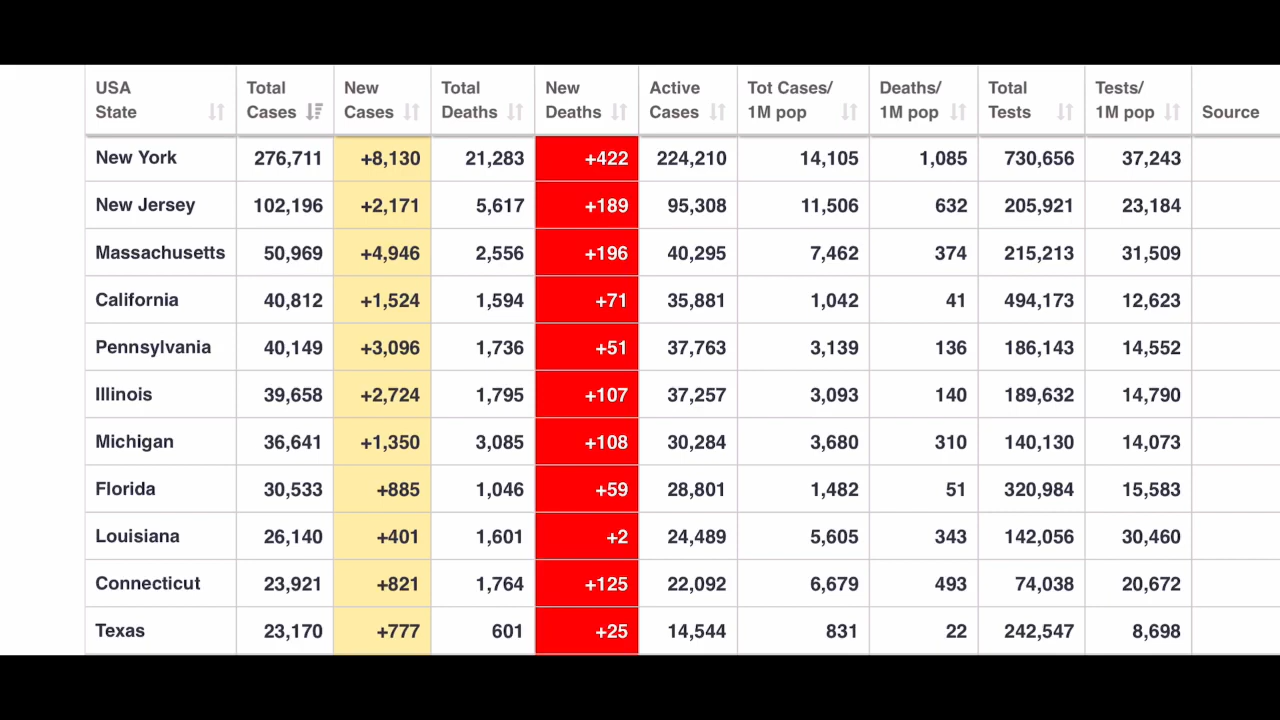 USA State Total Cases New Cases Total Deaths New Deaths Active Cases Tot Cases/ 1M pop Deaths/ 1M pop Total Tests Tests/ 1M pop Source
New York 276,711 +8,130 21,283 +422 224,210 14,105 1,085 730,656 37,243
New Jersey 102,196 +2,171 5,617 +189 95,308 11,506 632 205,921 23,184
Massachusetts 50,969 +4,946 2,556 +196 40,295 7,462 374 215,213 31,509
California 40,812 +1,524 1,594 +71 35,881 1,042 41 494,173 12,623
Pennsylvania 40,149 +3,096 1,736 +51 37,763 3,139 136 186,143 14,552
Illinois 39,658 +2,724 1,795 +107 37,257 3,093 140 189,632 14,790
Michigan 36,641 +1,350 3,085 +108 30,284 3,680 310 140,130 14,073
Florida 30,533 +885 1,046 +59 28,801 1,482 51 320,984 15,583
Louisiana 26,140 +401 1,601 +2 24,489 5,605 343 142,056 30,460
Connecticut 23,921 +821 1,764 +125 22,092 6,679 493 74,038 20,672
Texas 23,170 +777 601 +25 14,544 831 22 242,547 8,698